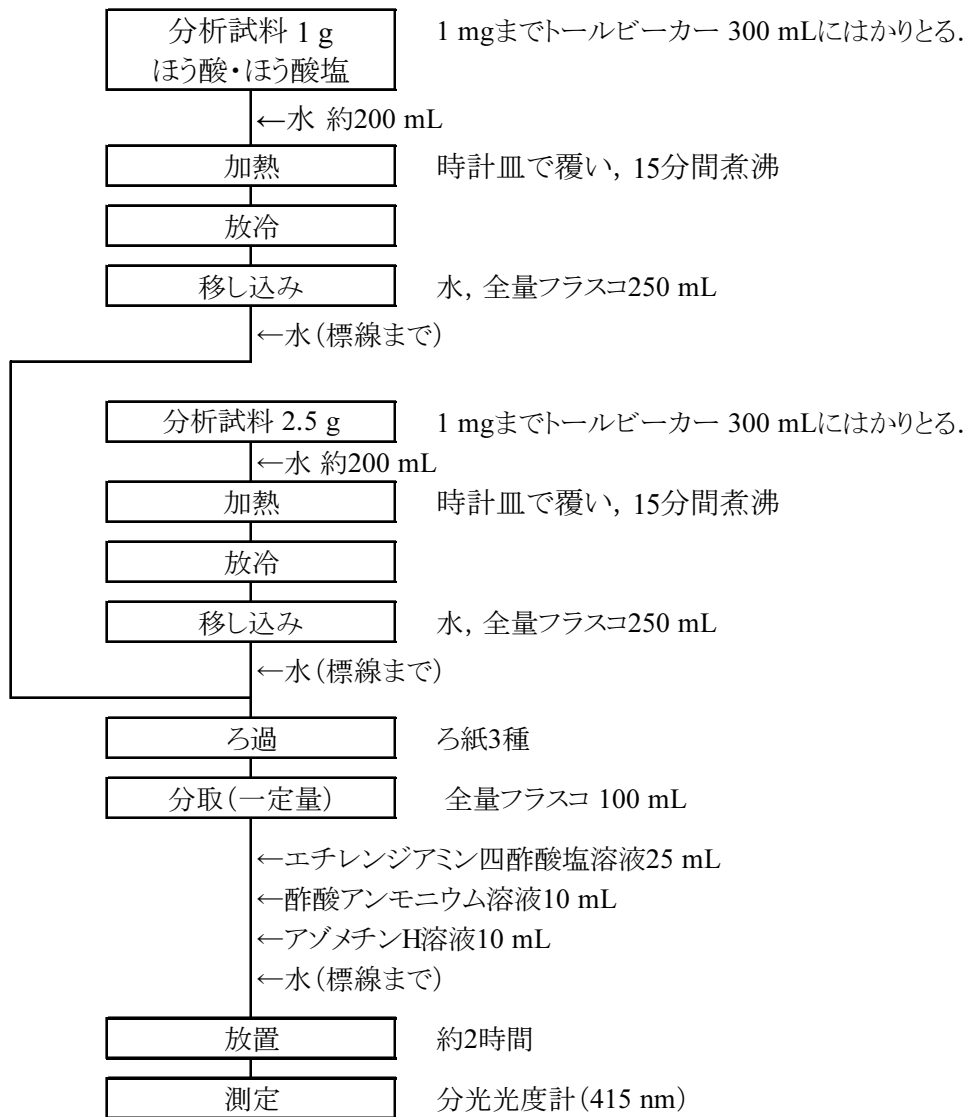 分析試料 1 g
ほう酸・ほう酸塩
1 mgまでトールビーカー 300 mLにはかりとる.
←水 約200 mL
加熱
時計皿で覆い, 15分間煮沸
放冷
移し込み
水, 全量フラスコ250 mL
←水(標線まで)
分析試料 2.5 g
1 mgまでトールビーカー 300 mLにはかりとる.
←水 約200 mL
加熱
時計皿で覆い, 15分間煮沸
放冷
移し込み
水, 全量フラスコ250 mL
←水(標線まで)
ろ過
ろ紙3種
分取(一定量)
全量フラスコ 100 mL
←エチレンジアミン四酢酸塩溶液25 mL
←酢酸アンモニウム溶液10 mL
←アゾメチンH溶液10 mL
←水(標線まで)
放置
約2時間
測定
分光光度計(415 nm)